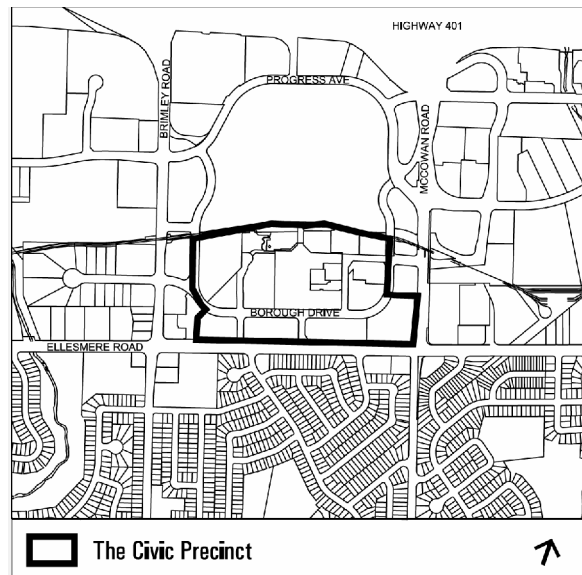 HIGHWAY 401
PROGRESS AVE
BRIMLEY ROAD
MCCOWAN ROAD
BOROUGH DRIVE
ELLESMERE ROAD
The Civic Precinct